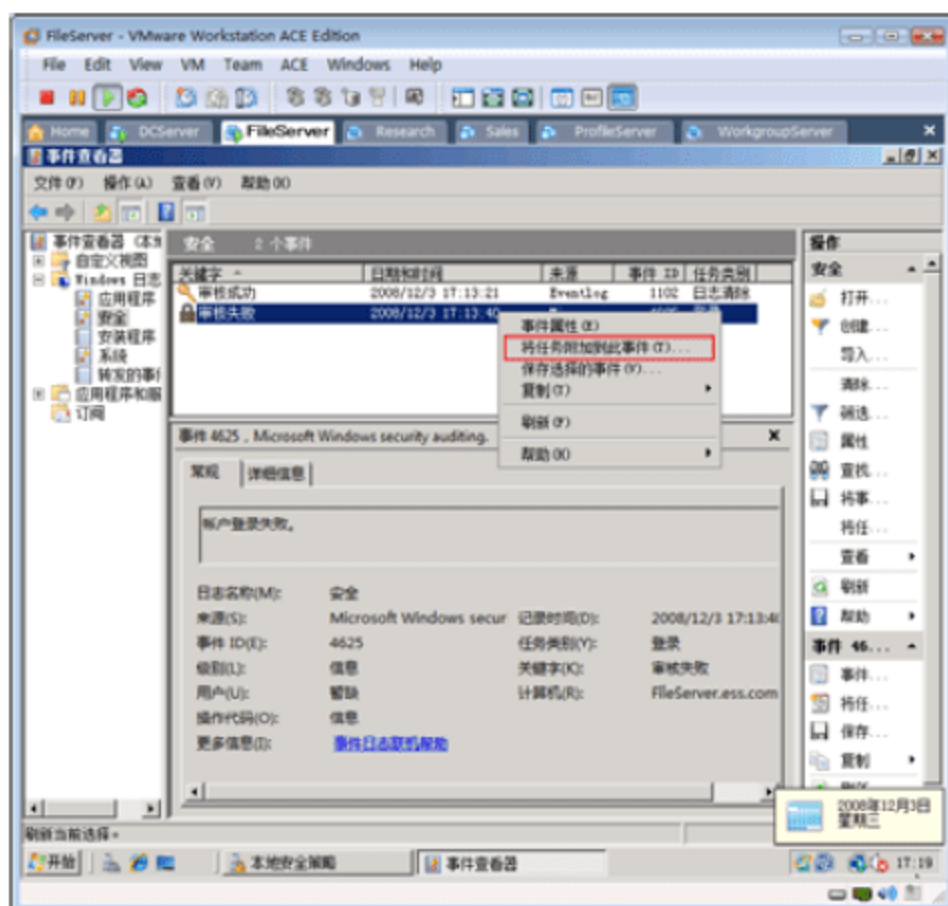 FileServer - VMware Workstation ACE Edition
File Edit View VM Team ACE Windows Help
Home DCServer FileServer Research Sales ProfileServer WorkgroupServer
事件查看器
文件(F) 操作(A) 查看(V) 帮助(H)
事件查看器 (本
自定义视图
Windows 日志
应用程序
安全
安装程序
系统
转发的事
应用程序和服
订阅
安全 2 个事件
关键字 日期和时间 来源 事件 ID 任务类别
审核成功 2008/12/3 17:13:21 Eventlog 1102 日志清除
审核失败 2008/12/3 17:13:40
事件属性(E)
将任务附加到此事件(T)...
保存选择的事件(V)...
复制(T)
刷新(F)
帮助(H)
事件 4625，Microsoft Windows security auditing.
常规 详细信息
帐户登录失败。
日志名称(M): 安全
来源(S): Microsoft Windows secur 记录时间(D): 2008/12/3 17:13:40
事件 ID(E): 4625 任务类别(Y): 登录
级别(L): 信息 关键字(K): 审核失败
用户(U): 暂缺 计算机(R): FileServer.ess.com
操作代码(O): 信息
更多信息(I): 事件日志联机帮助
操作
安全
打开...
创建...
导入...
清除...
筛选...
属性
查找...
将事...
将任...
查看
刷新
帮助
事件 46...
事件...
将任...
保存...
复制
2008年12月3日
星期三
刷新当前选择。
开始 本地安全策略 事件查看器 17:19